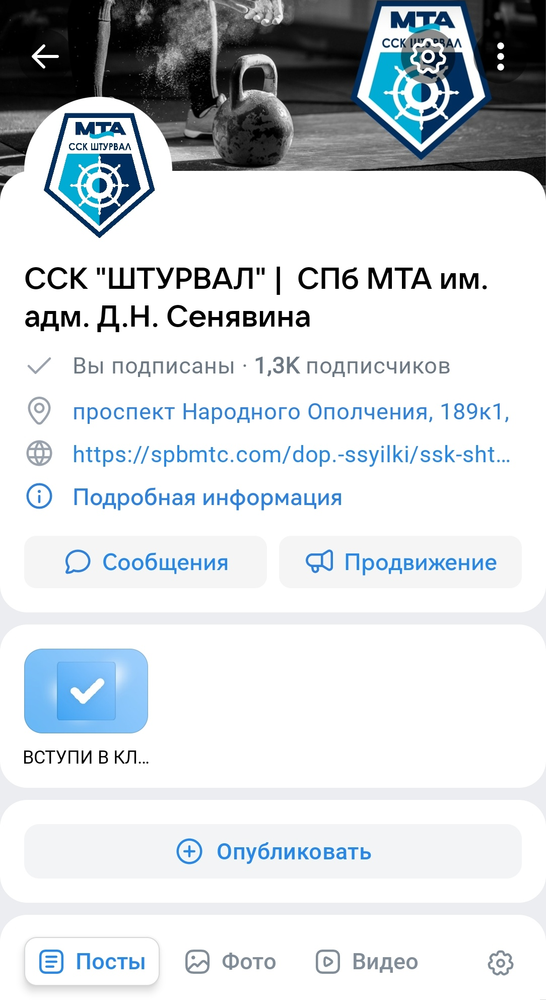 МТА
ССК ШТУРВАЛ
МТА
ССК ШТУРВАЛ
ССК "ШТУРВАЛ" | СПб МТА им.
адм. Д.Н. Сенявина
Вы подписаны · 1,3K подписчиков
проспект Народного Ополчения, 189к1,
https://spbmtc.com/dop.-ssyilki/ssk-sht...
Подробная информация
Сообщения
Продвижение
ВСТУПИ В КЛ...
Опубликовать
Посты
Фото
Видео